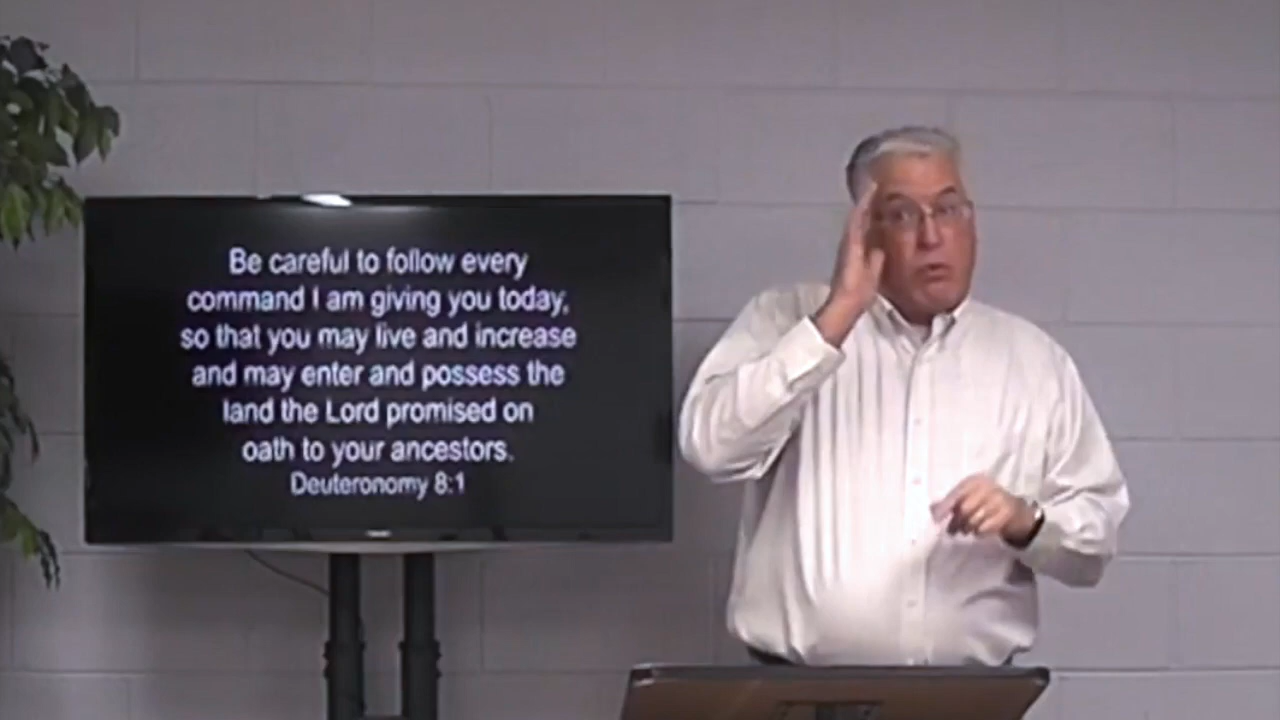 Be careful to follow every
command I am giving you today,
so that you may live and increase
and may enter and possess the
land the Lord promised on
oath to your ancestors.
Deuteronomy 8:1